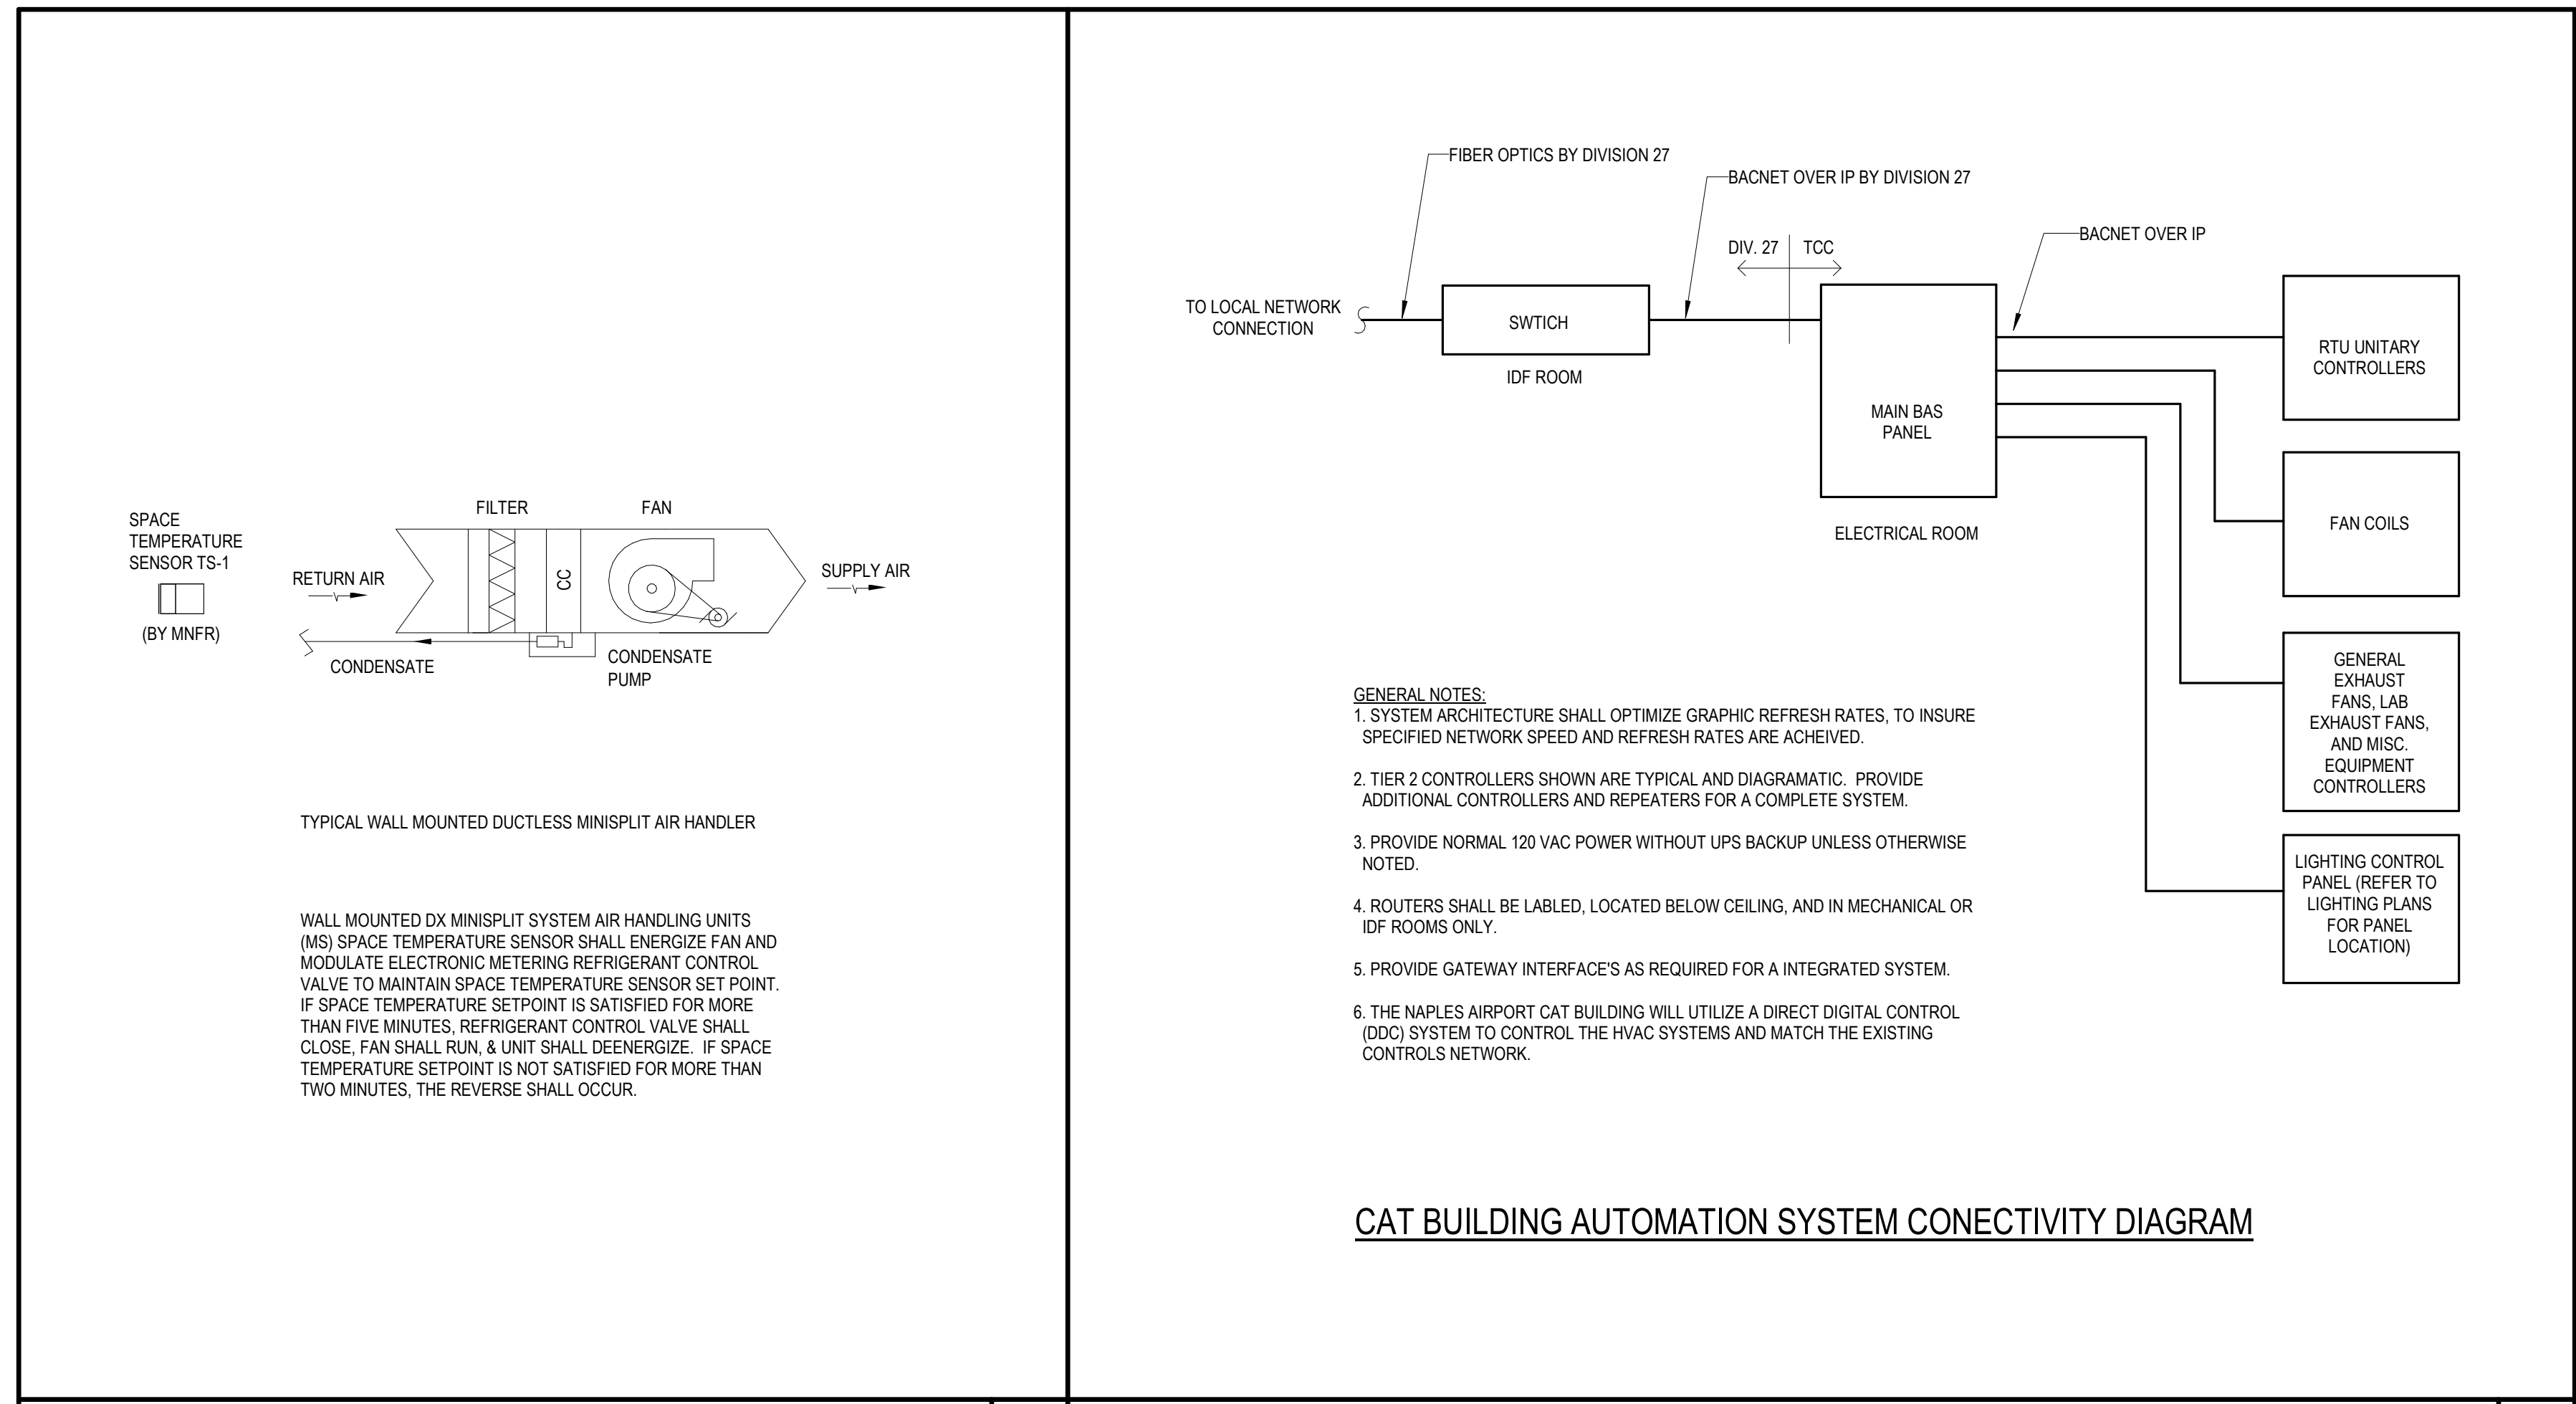 SPACE
TEMPERATURE
SENSOR TS-1
(BY MNFR)
RETURN AIR
FILTER
FAN
CC
SUPPLY AIR
CONDENSATE
CONDENSATE
PUMP
TYPICAL WALL MOUNTED DUCTLESS MINISPLIT AIR HANDLER
WALL MOUNTED DX MINISPLIT SYSTEM AIR HANDLING UNITS
(MS) SPACE TEMPERATURE SENSOR SHALL ENERGIZE FAN AND
MODULATE ELECTRONIC METERING REFRIGERANT CONTROL
VALVE TO MAINTAIN SPACE TEMPERATURE SENSOR SET POINT.
IF SPACE TEMPERATURE SETPOINT IS SATISFIED FOR MORE
THAN FIVE MINUTES, REFRIGERANT CONTROL VALVE SHALL
CLOSE, FAN SHALL RUN, & UNIT SHALL DEENERGIZE. IF SPACE
TEMPERATURE SETPOINT IS NOT SATISFIED FOR MORE THAN
TWO MINUTES, THE REVERSE SHALL OCCUR.
FIBER OPTICS BY DIVISION 27
BACNET OVER IP BY DIVISION 27
DIV. 27
TCC
BACNET OVER IP
TO LOCAL NETWORK
CONNECTION
SWTICH
IDF ROOM
MAIN BAS
PANEL
ELECTRICAL ROOM
RTU UNITARY
CONTROLLERS
FAN COILS
GENERAL
EXHAUST
FANS, LAB
EXHAUST FANS,
AND MISC.
EQUIPMENT
CONTROLLERS
LIGHTING CONTROL
PANEL (REFER TO
LIGHTING PLANS
FOR PANEL
LOCATION)
GENERAL NOTES:
1. SYSTEM ARCHITECTURE SHALL OPTIMIZE GRAPHIC REFRESH RATES, TO INSURE
SPECIFIED NETWORK SPEED AND REFRESH RATES ARE ACHEIVED.
2. TIER 2 CONTROLLERS SHOWN ARE TYPICAL AND DIAGRAMATIC. PROVIDE
ADDITIONAL CONTROLLERS AND REPEATERS FOR A COMPLETE SYSTEM.
3. PROVIDE NORMAL 120 VAC POWER WITHOUT UPS BACKUP UNLESS OTHERWISE
NOTED.
4. ROUTERS SHALL BE LABLED, LOCATED BELOW CEILING, AND IN MECHANICAL OR
IDF ROOMS ONLY.
5. PROVIDE GATEWAY INTERFACE'S AS REQUIRED FOR A INTEGRATED SYSTEM.
6. THE NAPLES AIRPORT CAT BUILDING WILL UTILIZE A DIRECT DIGITAL CONTROL
(DDC) SYSTEM TO CONTROL THE HVAC SYSTEMS AND MATCH THE EXISTING
CONTROLS NETWORK.
CAT BUILDING AUTOMATION SYSTEM CONECTIVITY DIAGRAM